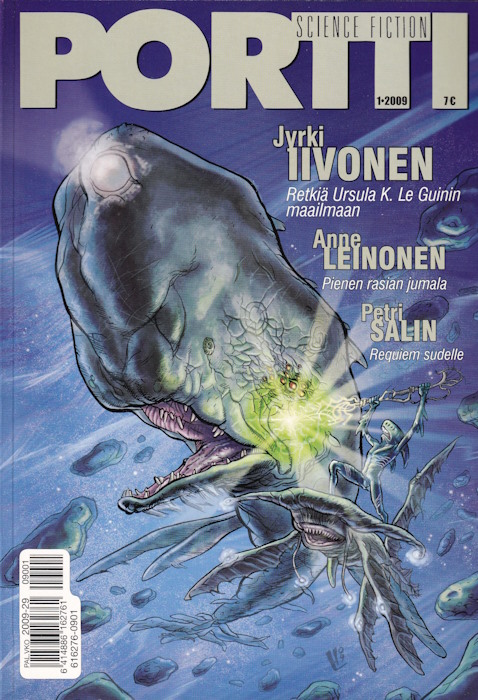 PORTTI
SCIENCE FICTION
1•2009
7 €
Jyrki
IIVONEN
Retkiä Ursula K. Le Guinin
maailmaan
Anne
LEINONEN
Pienen rasian jumala
Petri
SALIN
Requiem sudelle
PAL.VKO 2009-29
09001
6 414886 162761
616276-0901